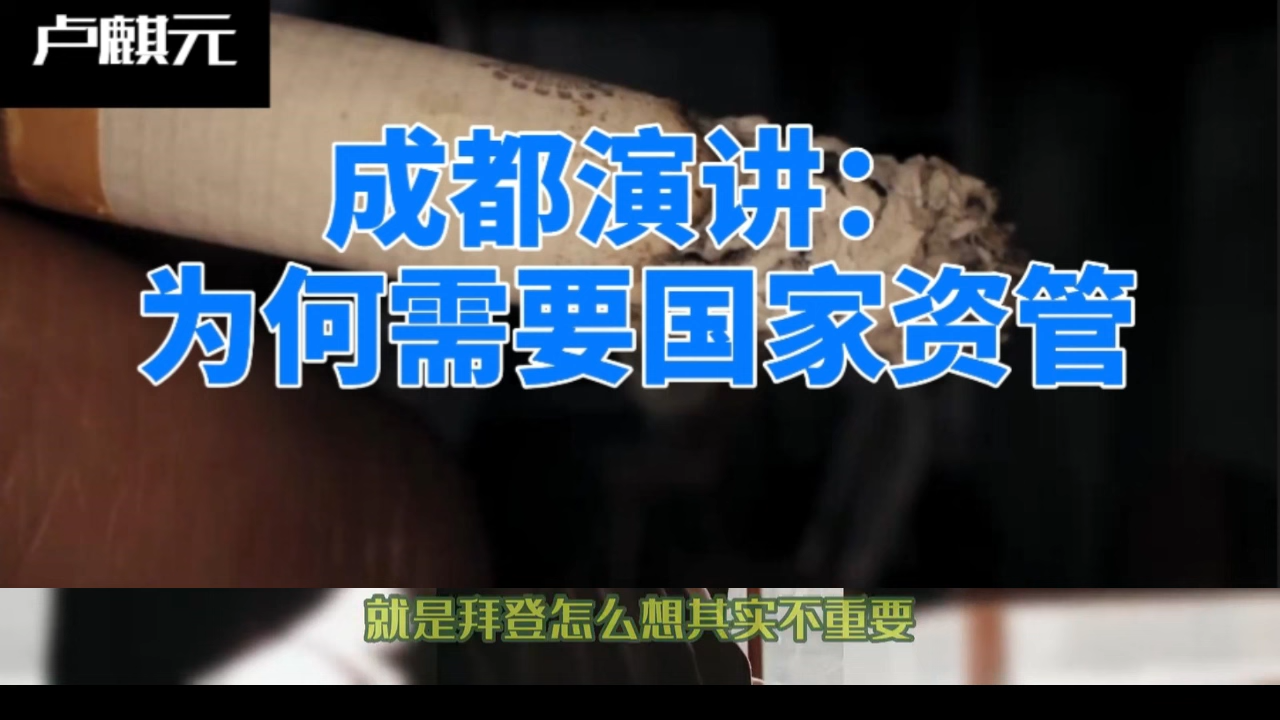 卢麒元
成都演讲：
为何需要国家资管
就是拜登怎么想其实不重要